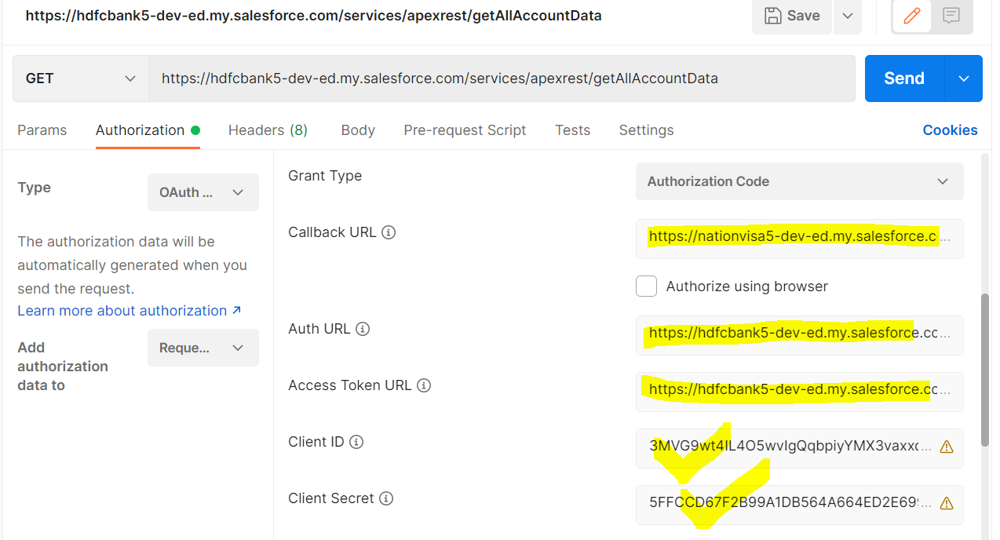 https://hdfcbank5-dev-ed.my.salesforce.com/services/apexrest/getAllAccountData
Save
GET
https://hdfcbank5-dev-ed.my.salesforce.com/services/apexrest/getAllAccountData
Send
Params
Authorization
Headers (8)
Body
Pre-request Script
Tests
Settings
Cookies
Type
OAuth ...
The authorization data will be
automatically generated when you
send the request.
Learn more about authorization ↗
Add
authorization
data to
Reque...
Grant Type
Authorization Code
Callback URL
https://nationvisa5-dev-ed.my.salesforce.c...
Authorize using browser
Auth URL
https://hdfcbank5-dev-ed.my.salesforce.cc...
Access Token URL
https://hdfcbank5-dev-ed.my.salesforce.cc...
Client ID
3MVG9wt4IL4O5wvIgQqbpiyYMX3vaxxc...
Client Secret
5FFCCD67F2B99A1DB564A664ED2E699...